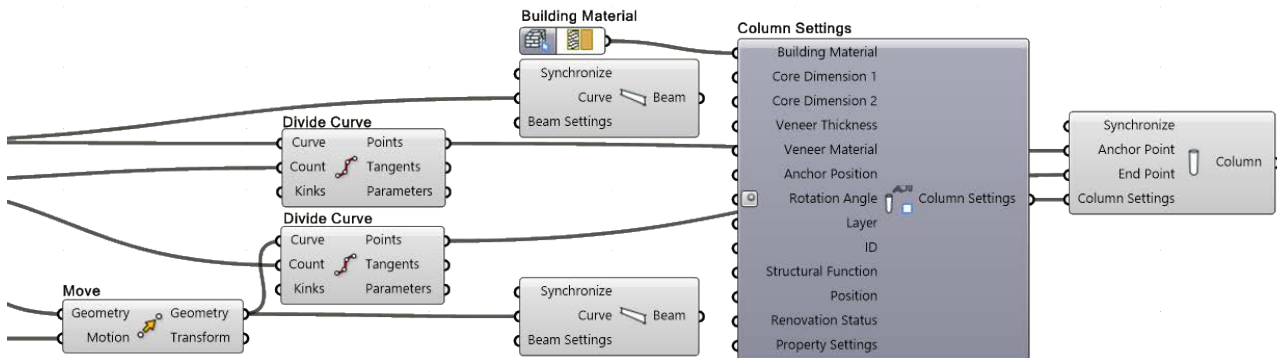 Building Material
Synchronize
Curve Beam
Beam Settings
Divide Curve
Curve Points
Count Tangents
Kinks Parameters
Divide Curve
Curve Points
Count Tangents
Kinks Parameters
Move
Geometry Geometry
Motion Transform
Synchronize
Curve Beam
Beam Settings
Column Settings
Building Material
Core Dimension 1
Core Dimension 2
Veneer Thickness
Veneer Material
Anchor Position
Rotation Angle Column Settings
Layer
ID
Structural Function
Position
Renovation Status
Property Settings
Synchronize
Anchor Point Column
End Point
Column Settings